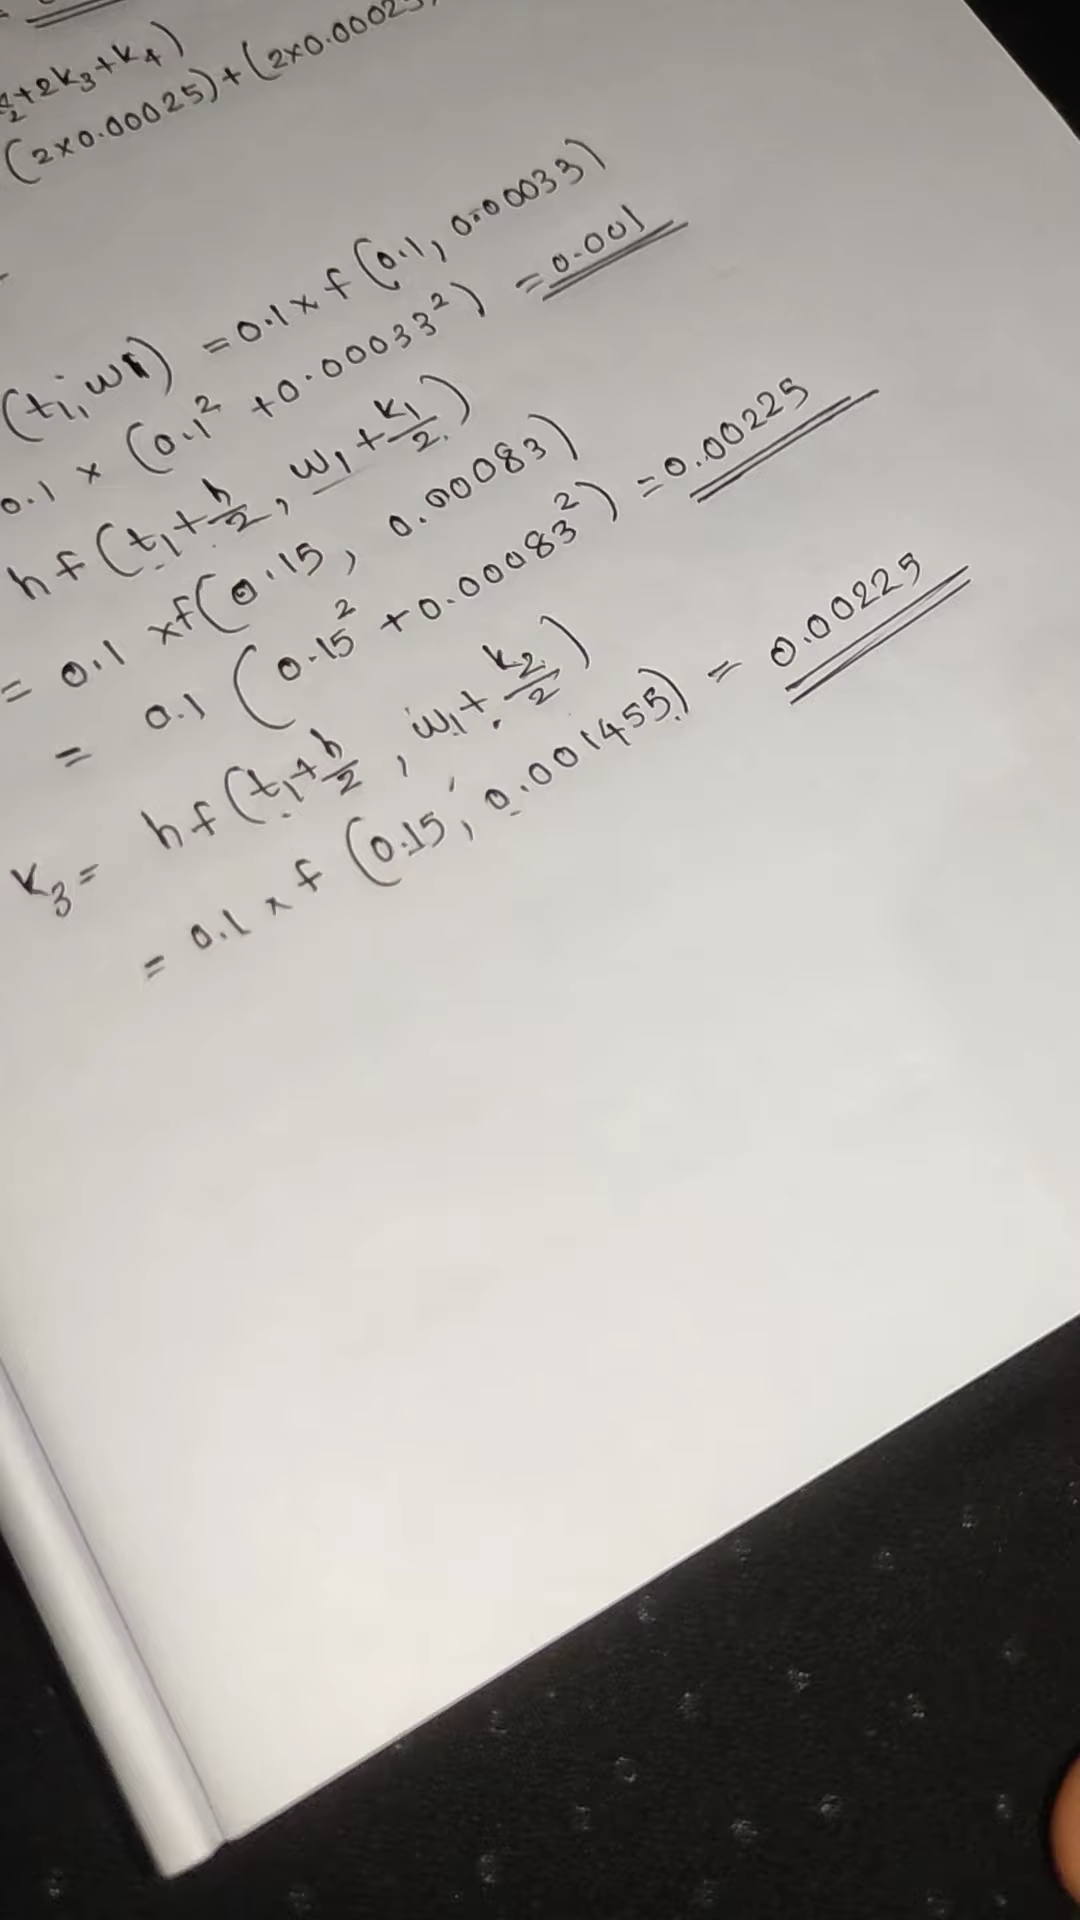 2+2k3+k4)
(2×0.00025)+(2×0.00025
(t1,w1) =0.1×f(0.1, 0.00033)
0.1 × (0.1²+0.00033²) =0.001
hf(t1+h/2, w1+k1/2)
= 0.1 ×f(0.15, 0.00083)
= 0.1 (0.15²+0.00083²) =0.00225
k3= hf(t1+h/2, w1+k2/2)
= 0.1 × f (0.15, 0.001455) = 0.00225